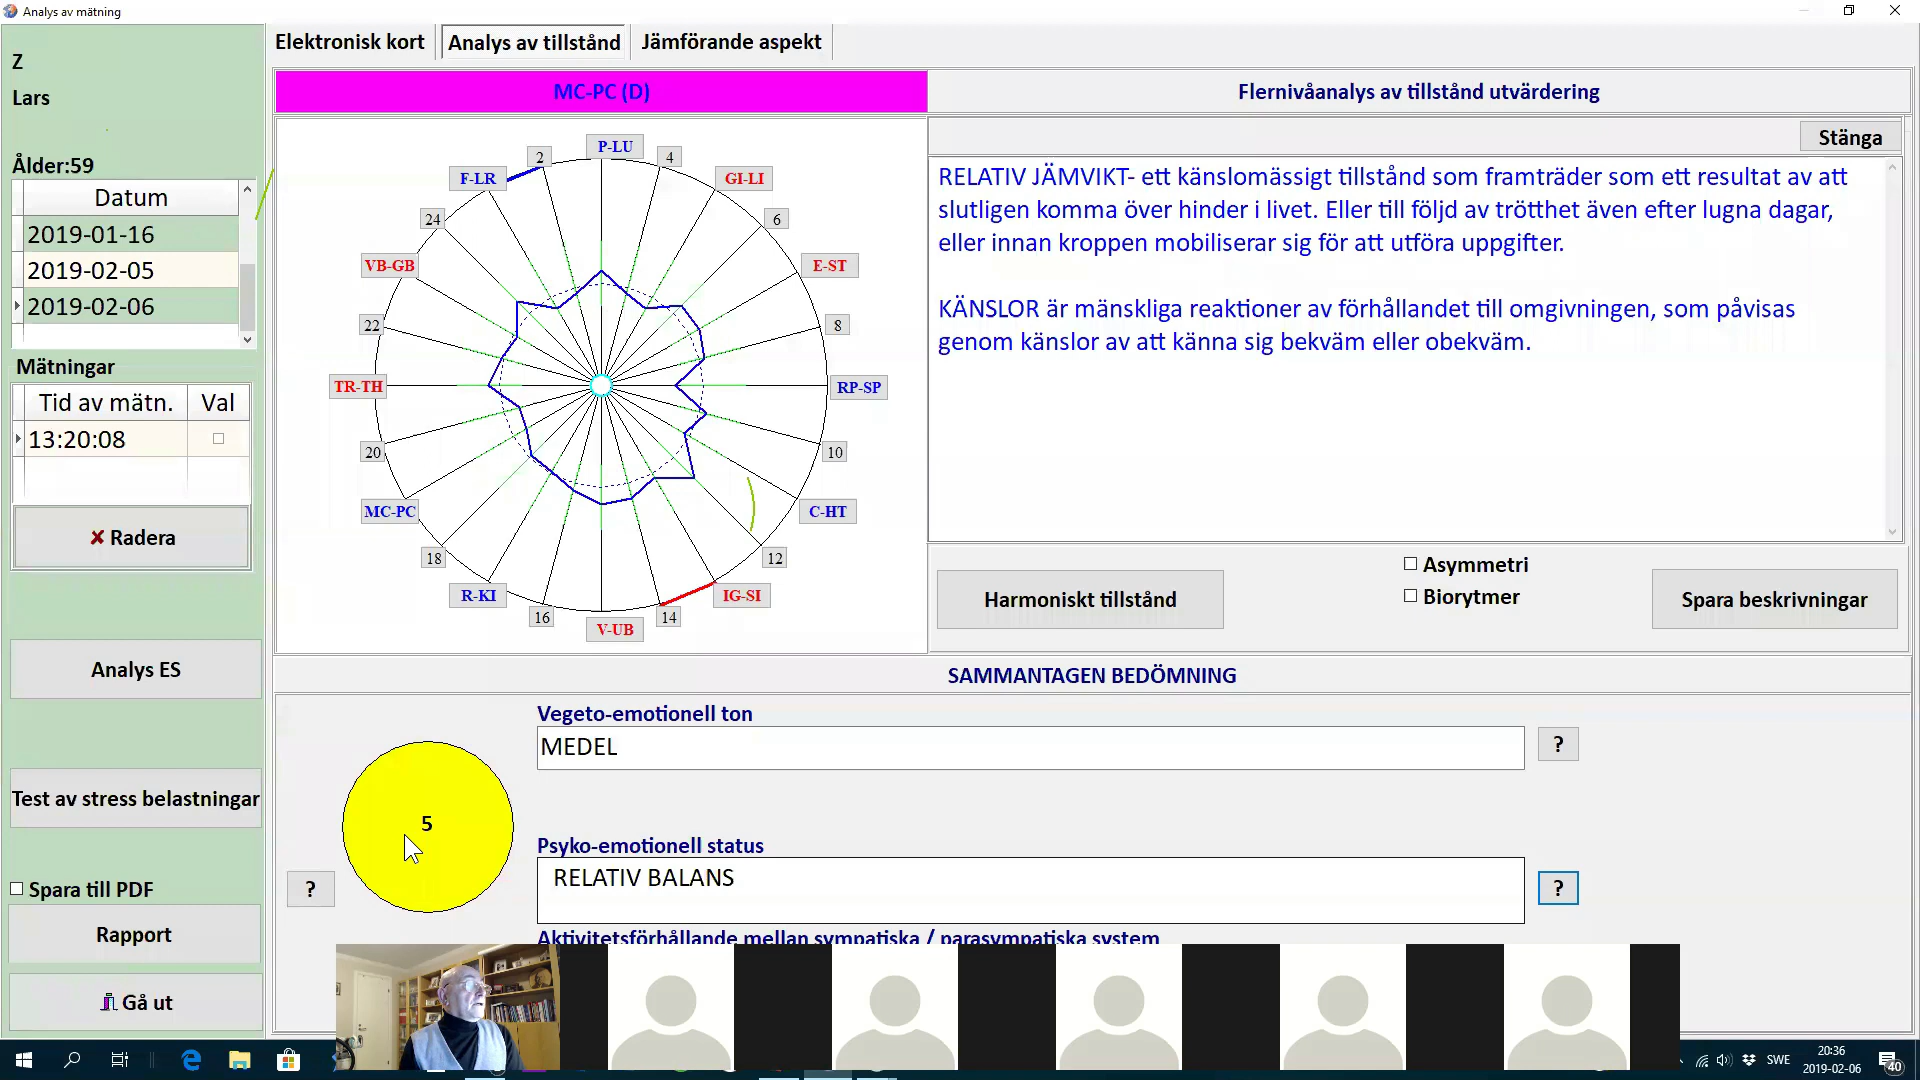 Analys av mätning
Z
Lars
Ålder:59
Datum
2019-01-16
2019-02-05
2019-02-06
Mätningar
Tid av mätn. Val
13:20:08
✘ Radera
Analys ES
Test av stress belastningar
Spara till PDF
Rapport
Gå ut
Elektronisk kort
Analys av tillstånd
Jämförande aspekt
MC-PC (D)
P-LU
4
GI-LI
6
E-ST
8
RP-SP
10
C-HT
12
IG-SI
14
V-UB
16
R-KI
18
MC-PC
20
TR-TH
22
VB-GB
24
F-LR
2
Flernivåanalys av tillstånd utvärdering
Stänga
RELATIV JÄMVIKT- ett känslomässigt tillstånd som framträder som ett resultat av att
slutligen komma över hinder i livet. Eller till följd av trötthet även efter lugna dagar,
eller innan kroppen mobiliserar sig för att utföra uppgifter.
KÄNSLOR är mänskliga reaktioner av förhållandet till omgivningen, som påvisas
genom känslor av att känna sig bekväm eller obekväm.
Harmoniskt tillstånd
Asymmetri
Biorytmer
Spara beskrivningar
SAMMANTAGEN BEDÖMNING
Vegeto-emotionell ton
MEDEL
?
5
?
Psyko-emotionell status
RELATIV BALANS
?
Aktivitetsförhållande mellan sympatiska / parasympatiska system
SWE
20:36
2019-02-06
40